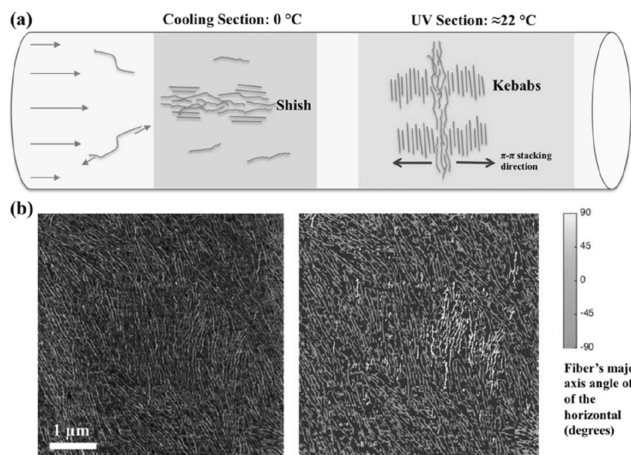 (a)
Cooling Section: 0 °C
UV Section: ≈22 °C
Shish
Kebabs
π-π stacking
direction
(b)
1 μm
90
45
0
-45
-90
Fiber's majo
axis angle of
of the
horizontal
(degrees)